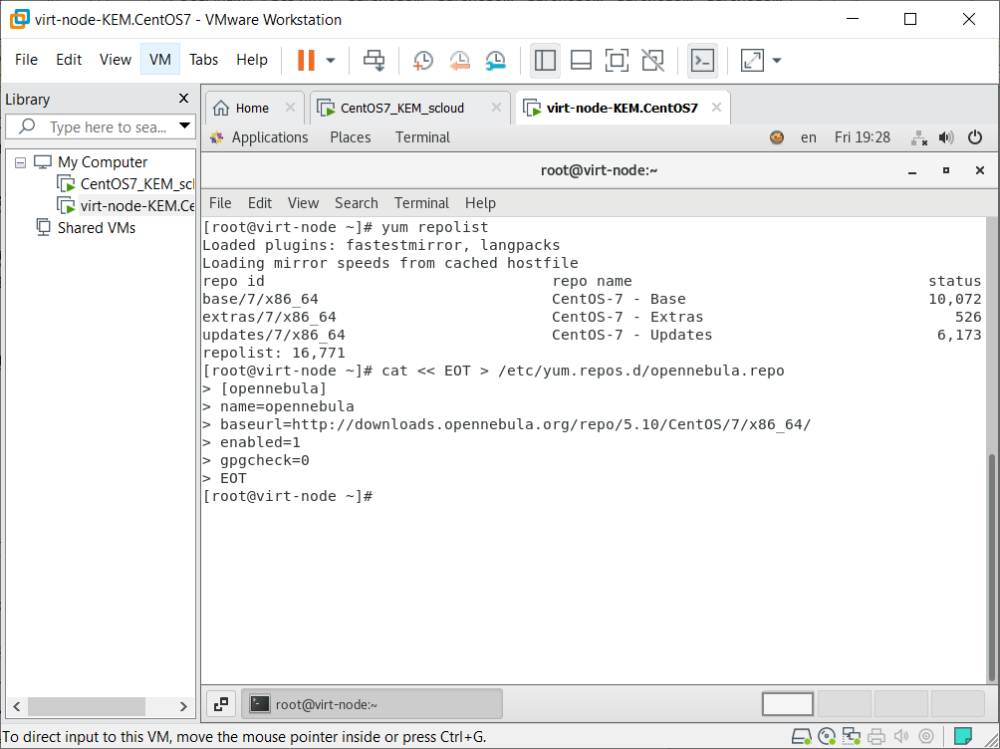 virt-node-KEM.CentOS7 - VMware Workstation
File Edit View VM Tabs Help
Library
Type here to sea...
My Computer
CentOS7_KEM_scl
virt-node-KEM.Ce
Shared VMs
Home CentOS7_KEM_scloud virt-node-KEM.CentOS7
Applications Places Terminal en Fri 19:28
root@virt-node:~
File Edit View Search Terminal Help
[root@virt-node ~]# yum repolist
Loaded plugins: fastestmirror, langpacks
Loading mirror speeds from cached hostfile
repo id repo name status
base/7/x86_64 CentOS-7 - Base 10,072
extras/7/x86_64 CentOS-7 - Extras 526
updates/7/x86_64 CentOS-7 - Updates 6,173
repolist: 16,771
[root@virt-node ~]# cat << EOT > /etc/yum.repos.d/opennebula.repo
> [opennebula]
> name=opennebula
> baseurl=http://downloads.opennebula.org/repo/5.10/CentOS/7/x86_64/
> enabled=1
> gpgcheck=0
> EOT
[root@virt-node ~]#
root@virt-node:~
To direct input to this VM, move the mouse pointer inside or press Ctrl+G.